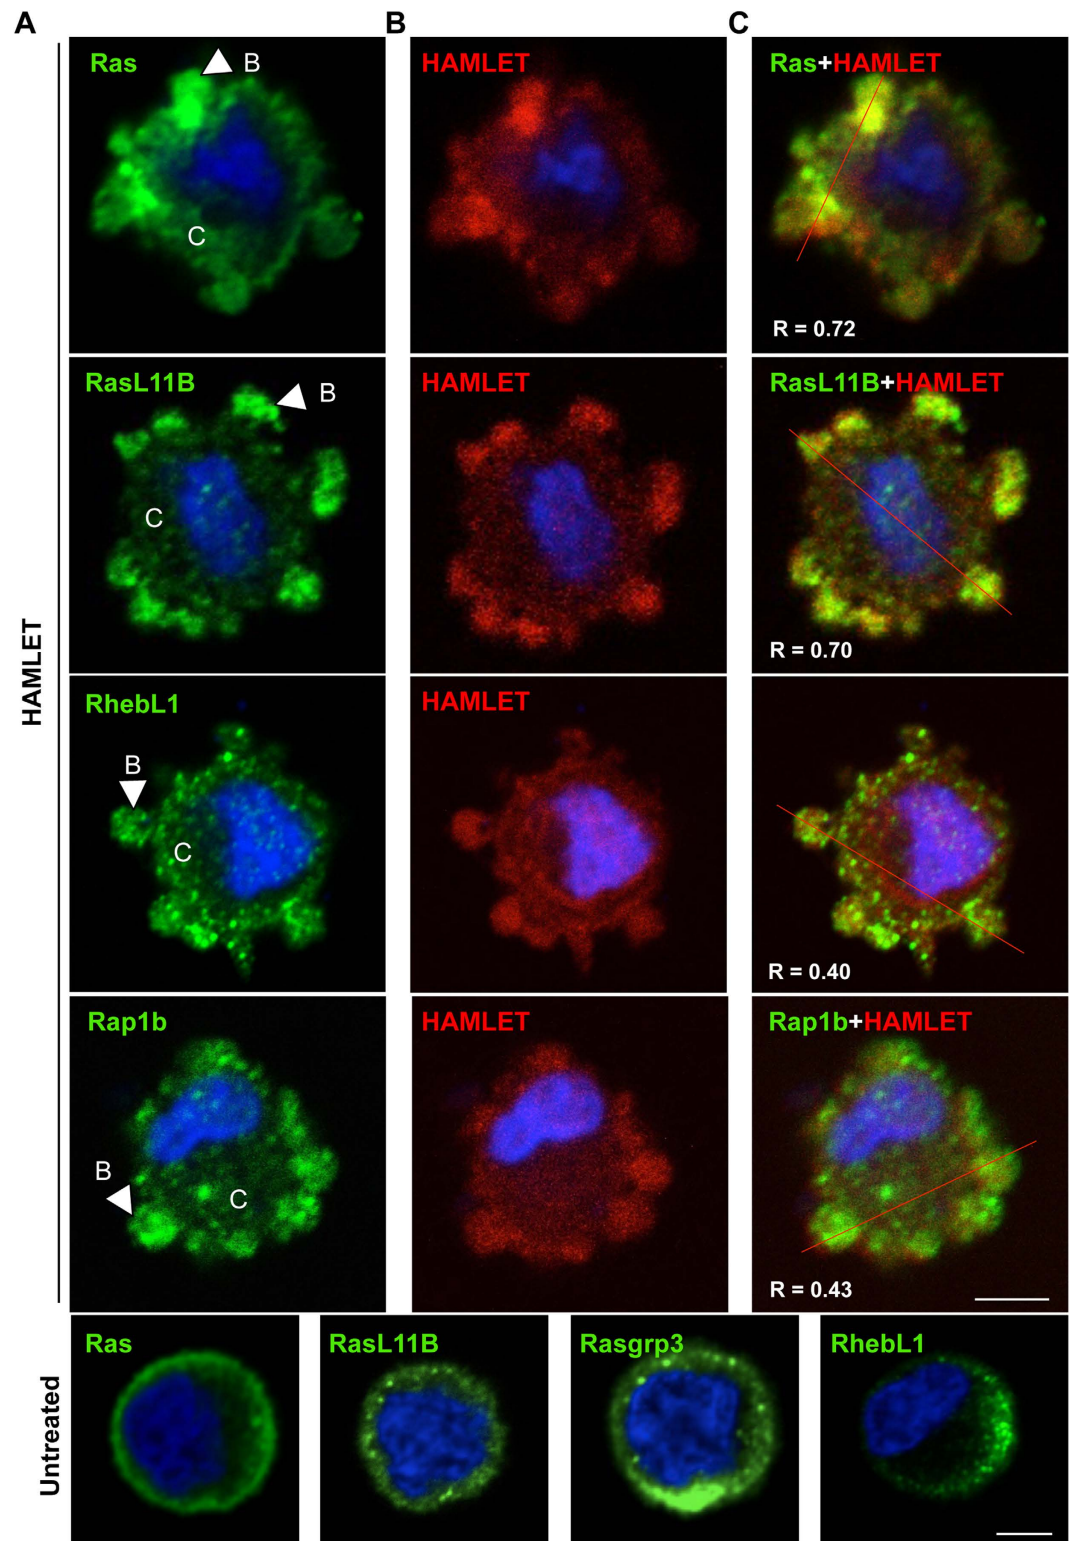 A B C
Ras B HAMLET Ras+HAMLET
C
R = 0.72
RasL11B B HAMLET RasL11B+HAMLET
C
R = 0.70
HAMLET
RhebL1 HAMLET
B
C
R = 0.40
Rap1b HAMLET Rap1b+HAMLET
B
C
R = 0.43
Untreated
Ras RasL11B Rasgrp3 RhebL1